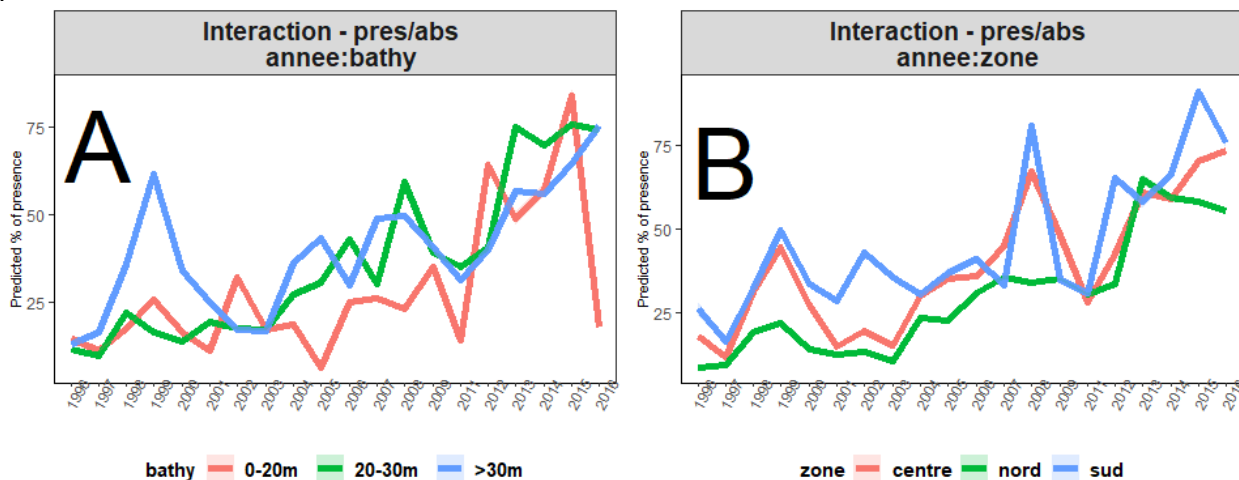 Interaction - pres/abs
annee:bathy
A
Predicted % of presence
75
50
25
1996 1997 1998 1999 2000 2001 2002 2003 2004 2005 2006 2007 2008 2009 2011 2012 2013 2014 2015 2016
bathy 0-20m 20-30m >30m
Interaction - pres/abs
annee:zone
B
Predicted % of presence
75
50
25
1996 1997 1998 1999 2000 2001 2002 2003 2004 2005 2006 2007 2008 2009 2011 2012 2013 2014 2015
zone centre nord sud